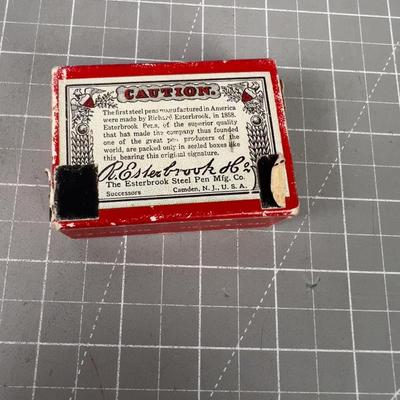 CAUTION.
The first steel pens manufactured in America
were made by Richard Esterbrook, in 1858.
Esterbrook Pens, of the superior quality
that has made the company thus founded
one of the great pen producers of the
world, are packed only in sealed boxes like
this, bearing this original signature.
R. Esterbrook
The Esterbrook Steel Pen Mfg. Co.
Successors Camden, N. J., U. S. A.